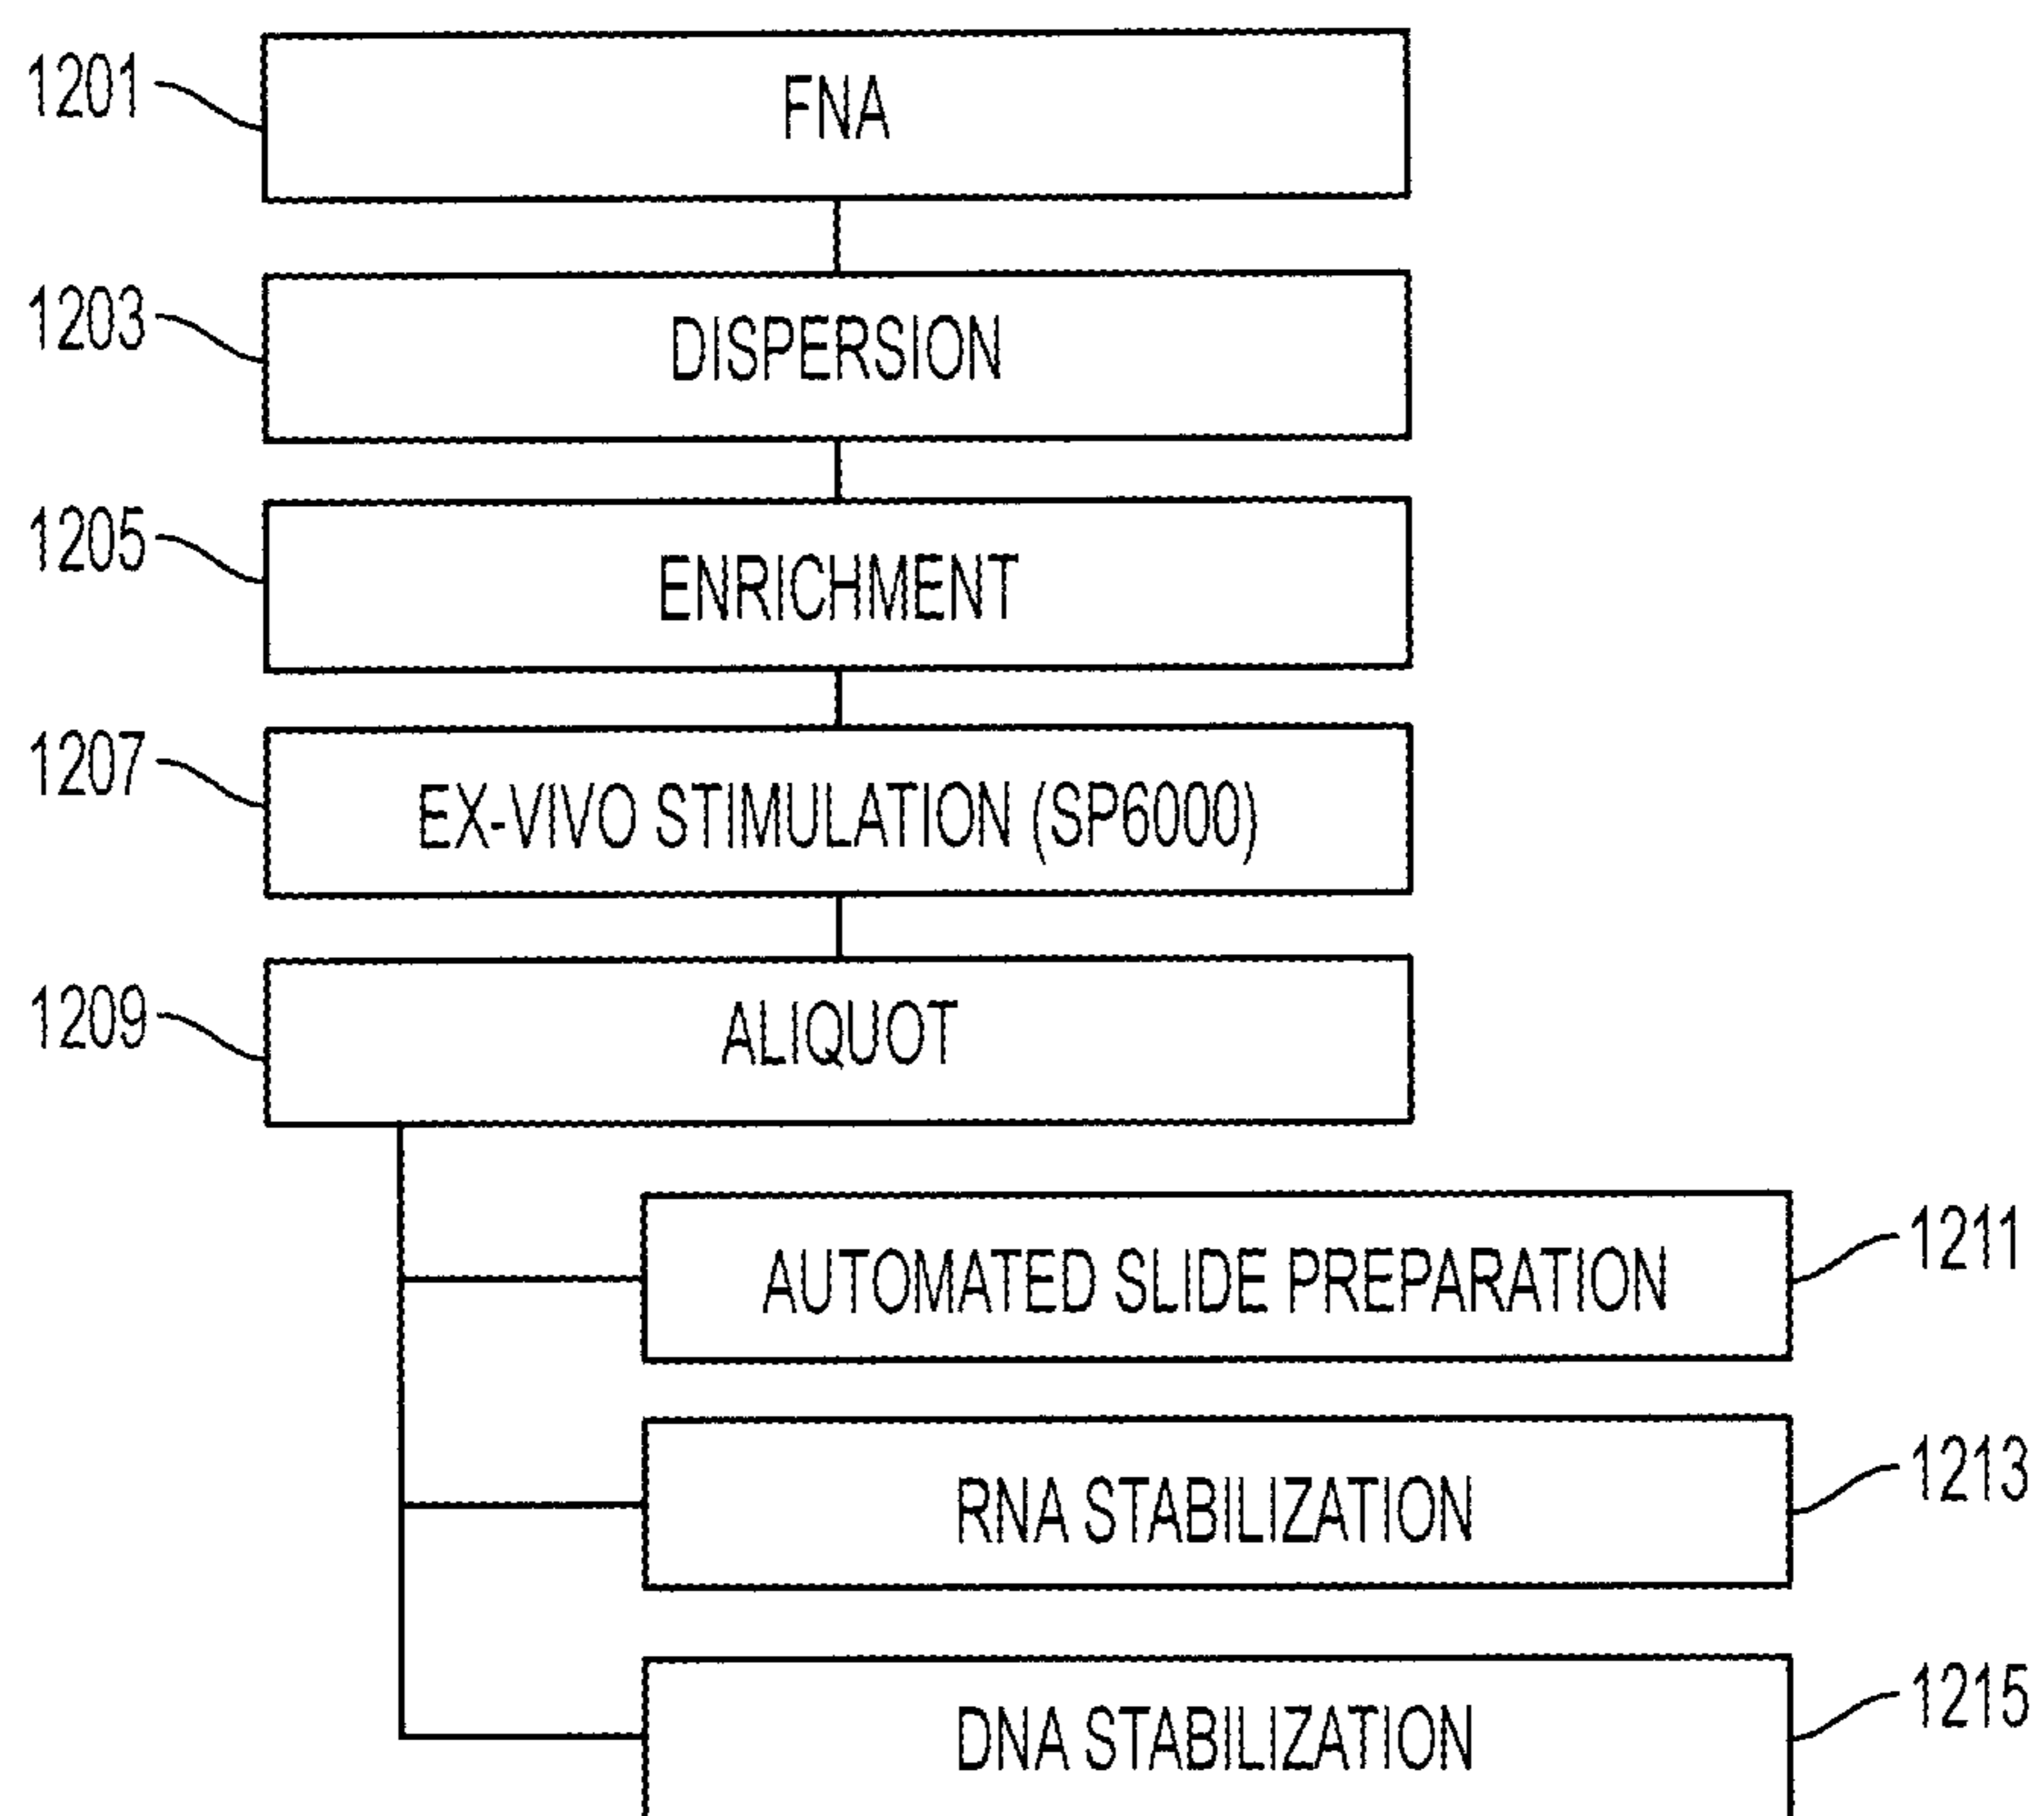 1201
FNA
1203
DISPERSION
1205
ENRICHMENT
1207
EX-VIVO STIMULATION (SP6000)
1209
ALIQUOT
AUTOMATED SLIDE PREPARATION
1211
RNA STABILIZATION
1213
DNA STABILIZATION
1215